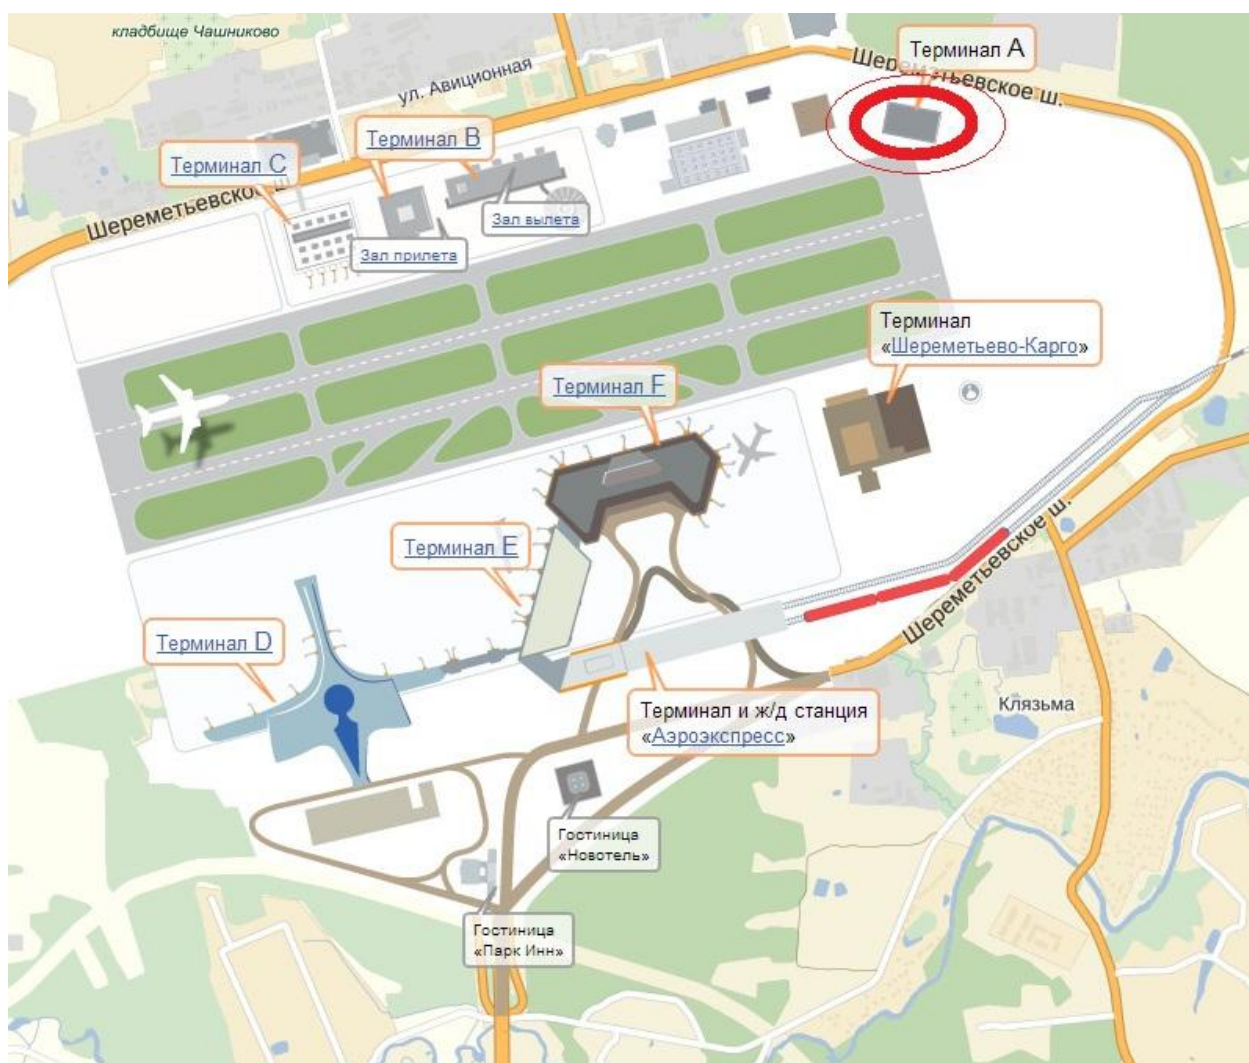 кладбище Чашниково
Терминал А
Шереметьевское ш.
ул. Авиционная
Терминал B
Терминал C
Шереметьевское ш.
Зал вылета
Зал прилета
Терминал
«Шереметьево-Карго»
Терминал F
Терминал E
Шереметьевское ш.
Терминал D
Терминал и ж/д станция
«Аэроэкспресс»
Клязьма
Гостиница
«Новотель»
Гостиница
«Парк Инн»